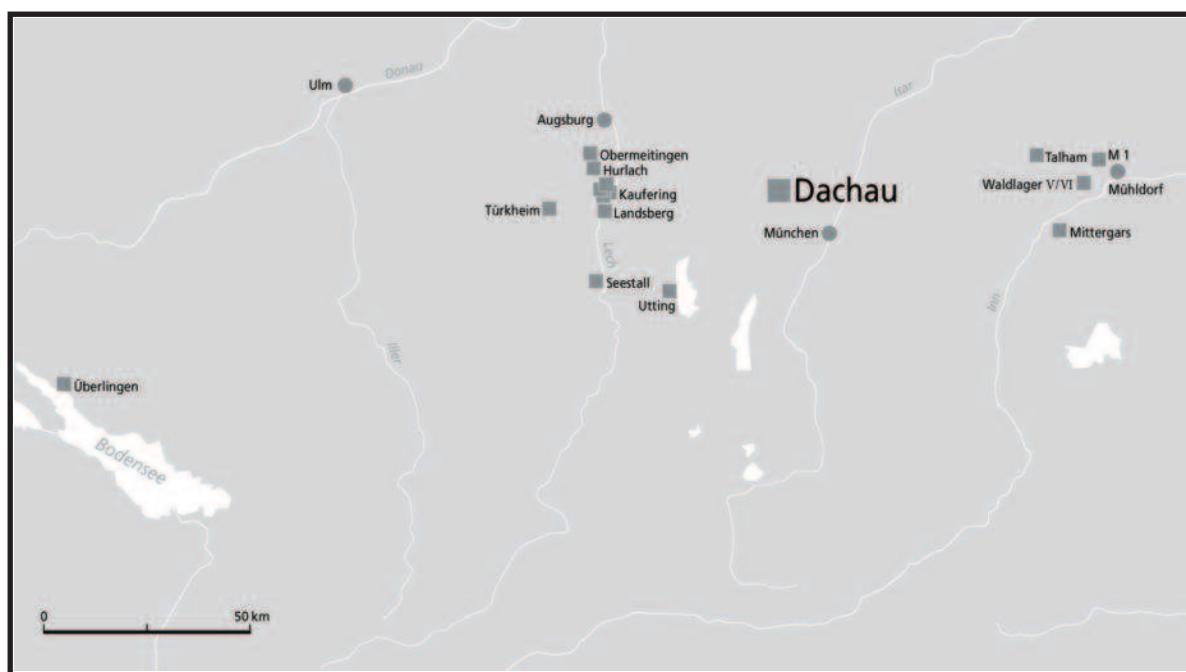 Donau
Ulm
Isar
Augsburg
Obermeitingen
Hurlach
Kaufering
Landsberg
Türkheim
Lech
Seestall
Utting
Dachau
München
Talham
M 1
Waldlager V/VI
Mühldorf
Mittergars
Inn
Iller
Überlingen
Bodensee
0
50 km